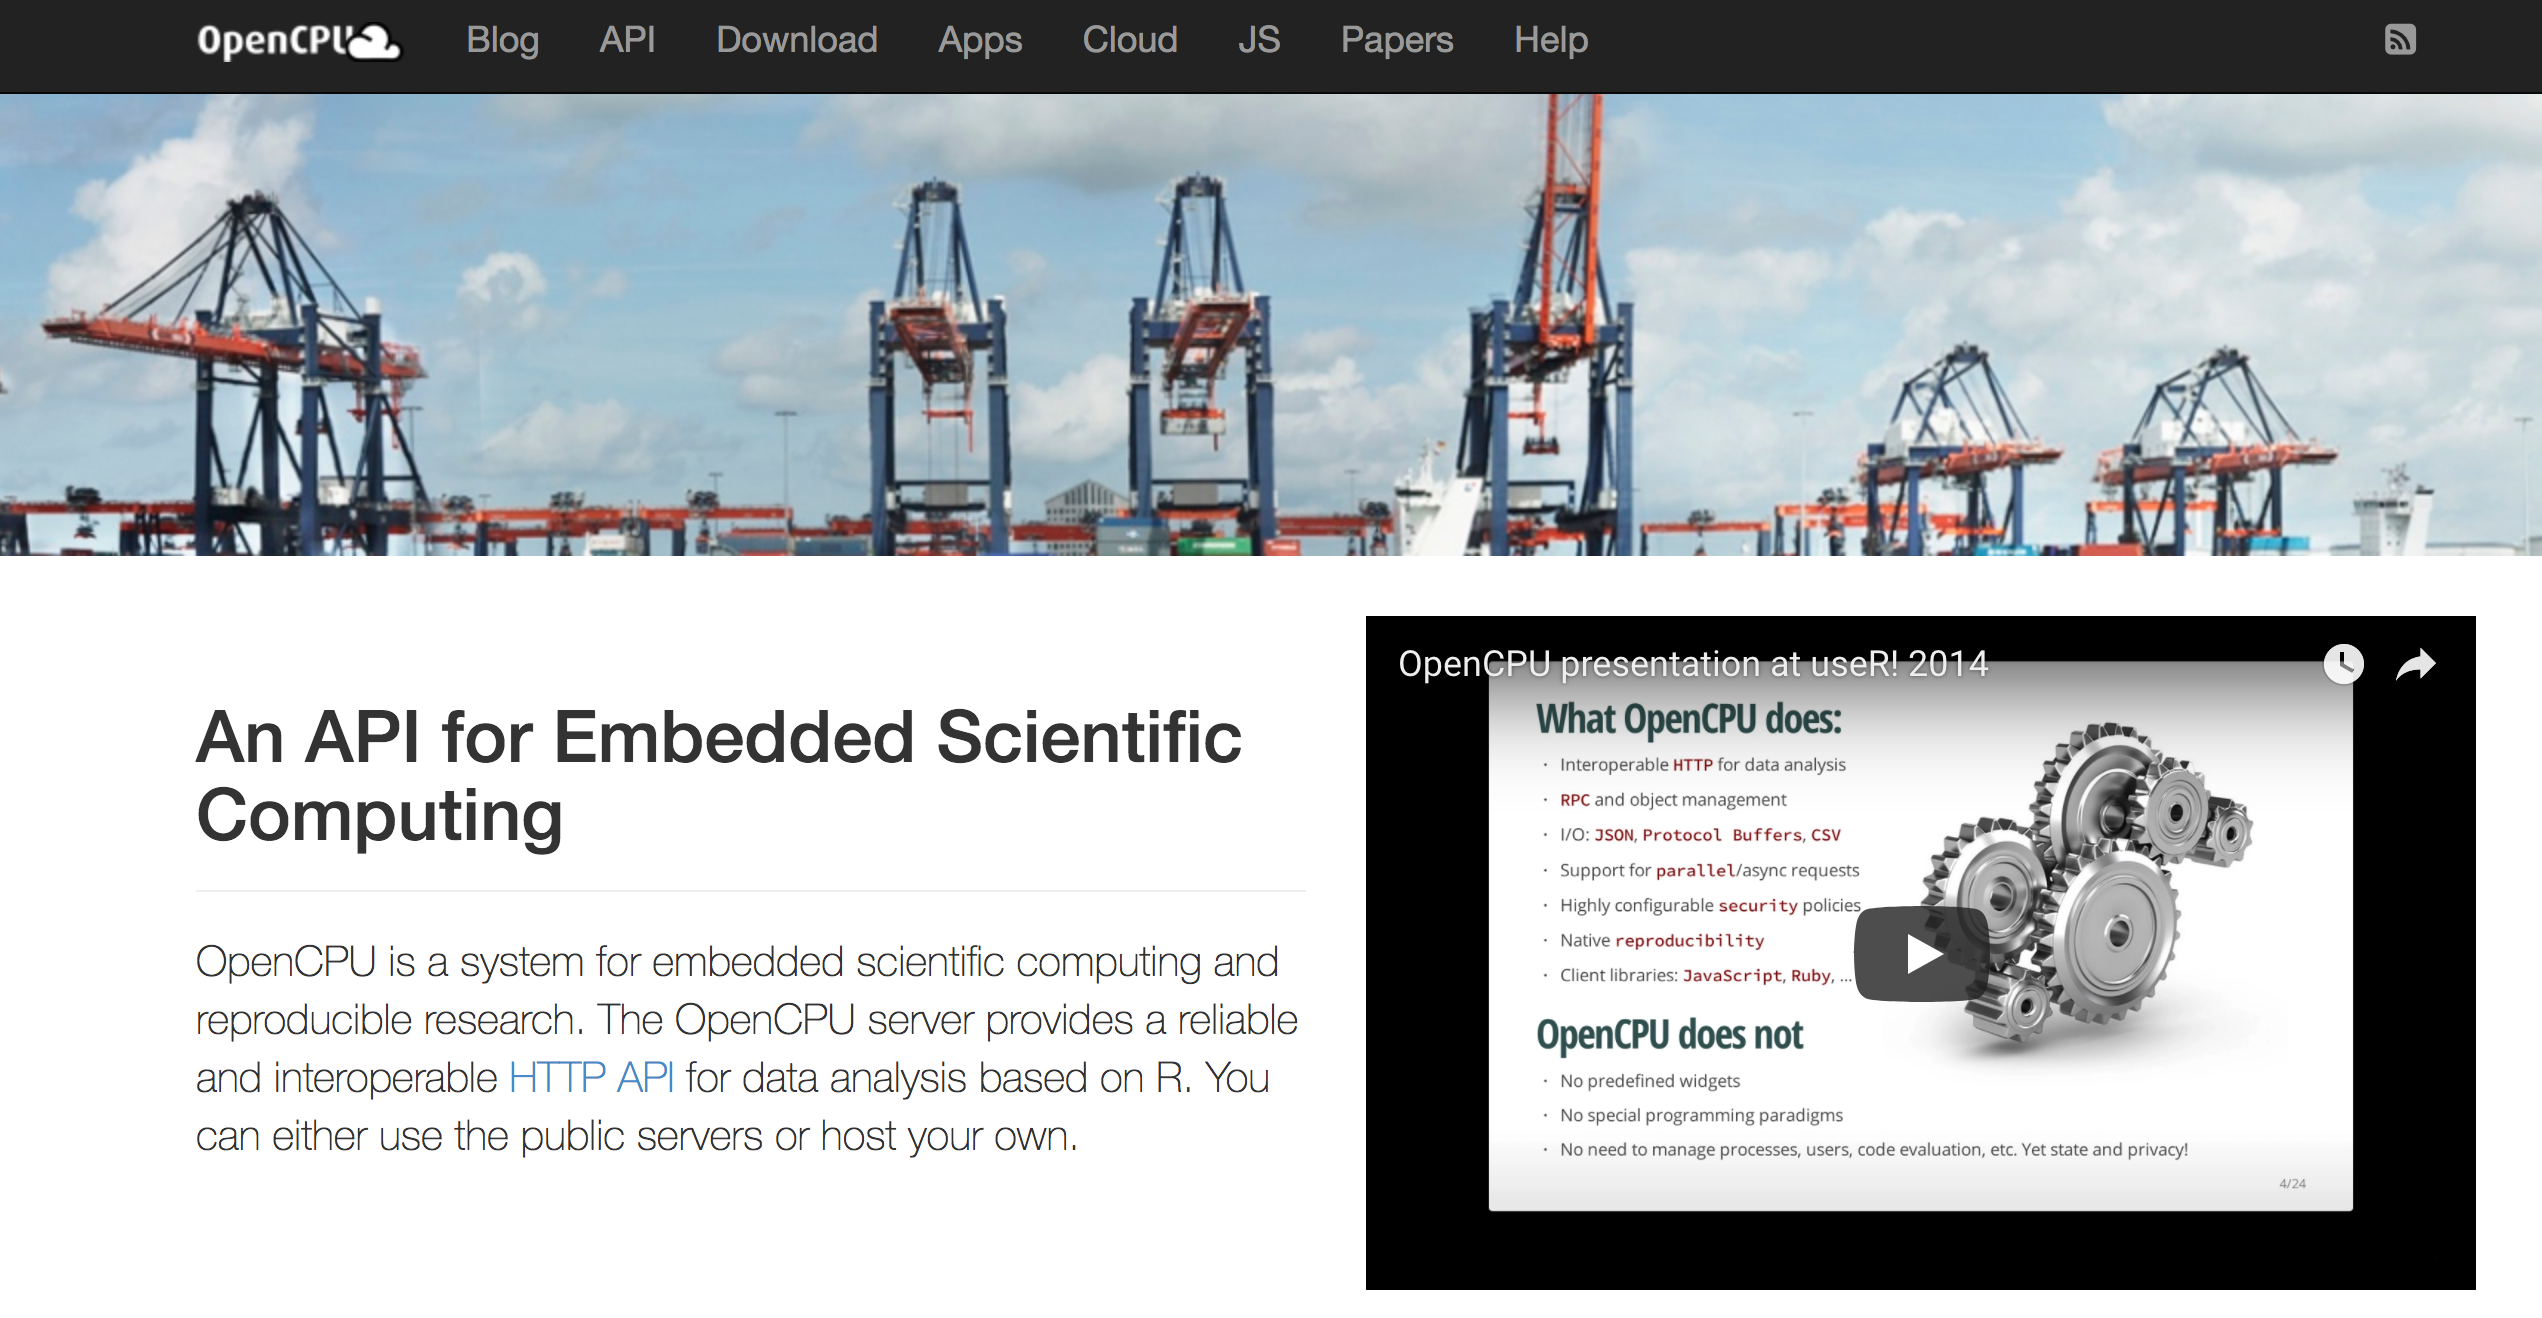 OpenCPU
Blog API Download Apps Cloud JS Papers Help
An API for Embedded Scientific
Computing
OpenCPU is a system for embedded scientific computing and
reproducible research. The OpenCPU server provides a reliable
and interoperable HTTP API for data analysis based on R. You
can either use the public servers or host your own.
OpenCPU presentation at useR! 2014
What OpenCPU does:
· Interoperable HTTP for data analysis
· RPC and object management
· I/O: JSON, Protocol Buffers, CSV
· Support for parallel/async requests
· Highly configurable security policies
· Native reproducibility
· Client libraries: JavaScript, Ruby, ...
OpenCPU does not
· No predefined widgets
· No special programming paradigms
· No need to manage processes, users, code evaluation, etc. Yet state and privacy!
4/24